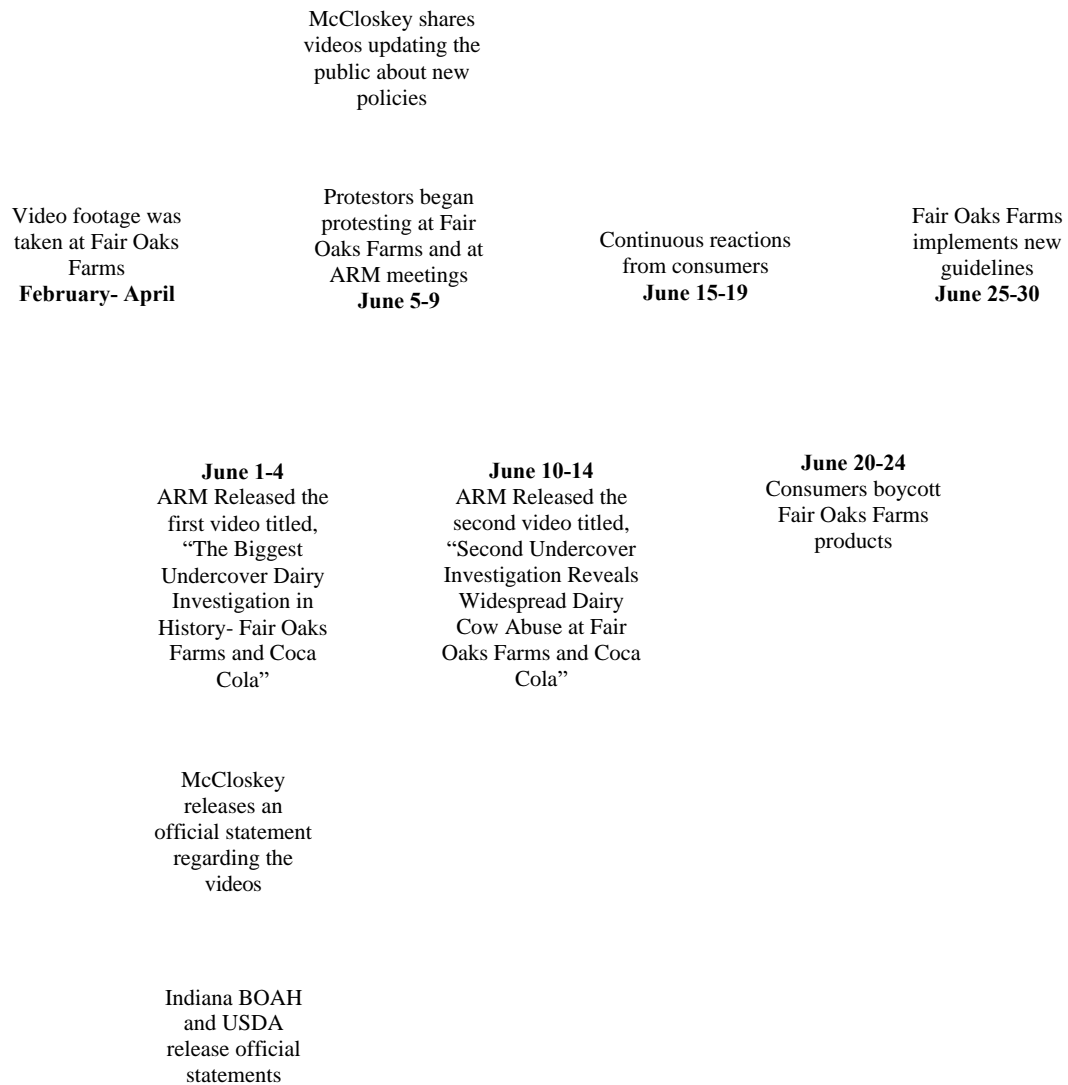 McCloskey shares
videos updating the
public about new
policies
Video footage was
taken at Fair Oaks
Farms
February- April
Protestors began
protesting at Fair
Oaks Farms and at
ARM meetings
June 5-9
Continuous reactions
from consumers
June 15-19
Fair Oaks Farms
implements new
guidelines
June 25-30
June 1-4
ARM Released the
first video titled,
“The Biggest
Undercover Dairy
Investigation in
History- Fair Oaks
Farms and Coca
Cola”
June 10-14
ARM Released the
second video titled,
“Second Undercover
Investigation Reveals
Widespread Dairy
Cow Abuse at Fair
Oaks Farms and Coca
Cola”
June 20-24
Consumers boycott
Fair Oaks Farms
products
McCloskey
releases an
official statement
regarding the
videos
Indiana BOAH
and USDA
release official
statements